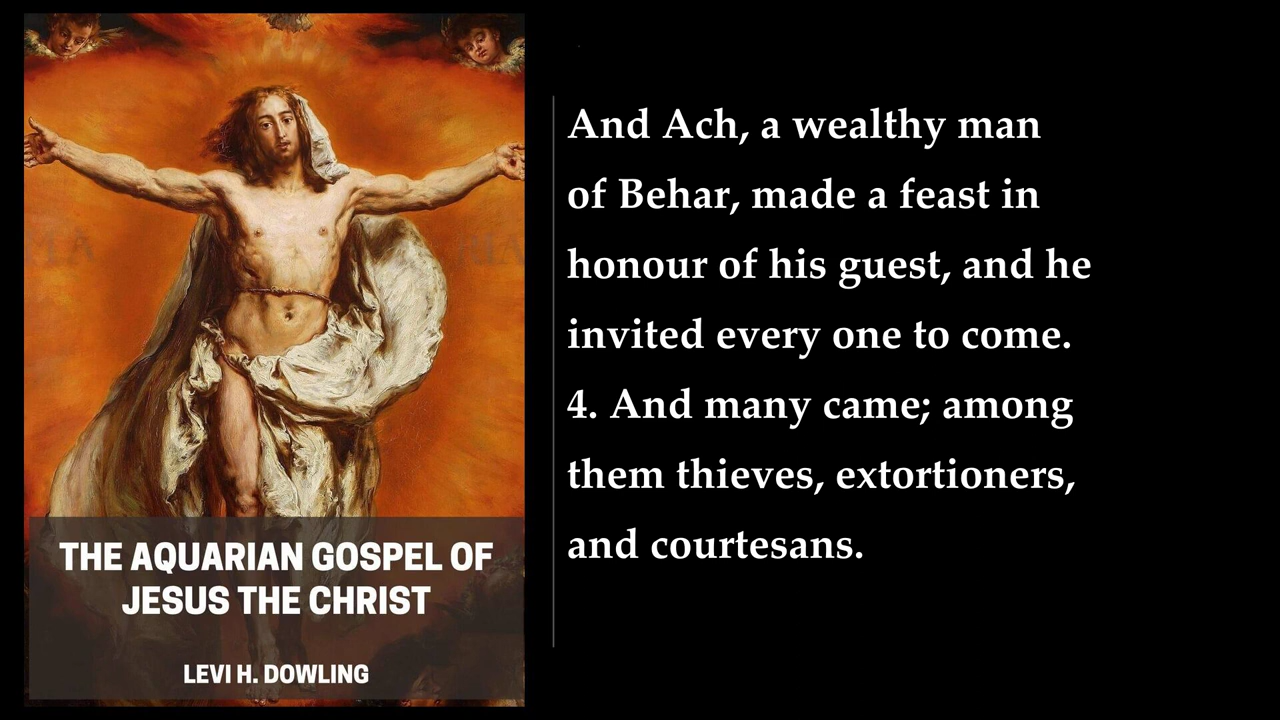 And Ach, a wealthy man
of Behar, made a feast in
honour of his guest, and he
invited every one to come.
4. And many came; among
them thieves, extortioners,
and courtesans.
THE AQUARIAN GOSPEL OF
JESUS THE CHRIST
LEVI H. DOWLING